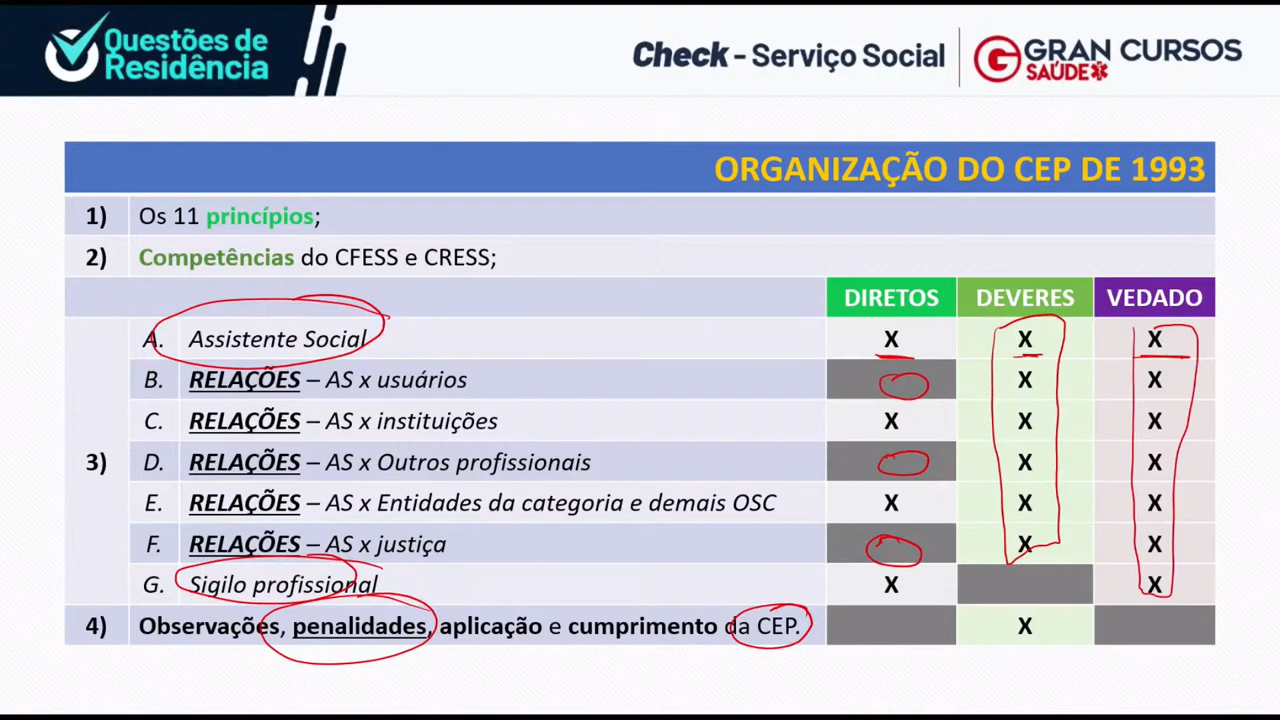 Questões de
Residência
Check - Serviço Social
GRAN CURSOS
SAÚDE
ORGANIZAÇÃO DO CEP DE 1993
1) Os 11 princípios;
2) Competências do CFESS e CRESS;
DIRETOS DEVERES VEDADO
A. Assistente Social X X X
B. RELAÇÕES – AS x usuários X X
C. RELAÇÕES – AS x instituições X X X
3) D. RELAÇÕES – AS x Outros profissionais X X
E. RELAÇÕES – AS x Entidades da categoria e demais OSC X X X
F. RELAÇÕES – AS x justiça X X
G. Sigilo profissional X X
4) Observações, penalidades, aplicação e cumprimento da CEP. X